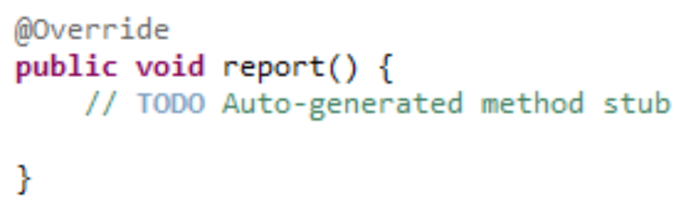 @Override
public void report() {
    // TODO Auto-generated method stub

}